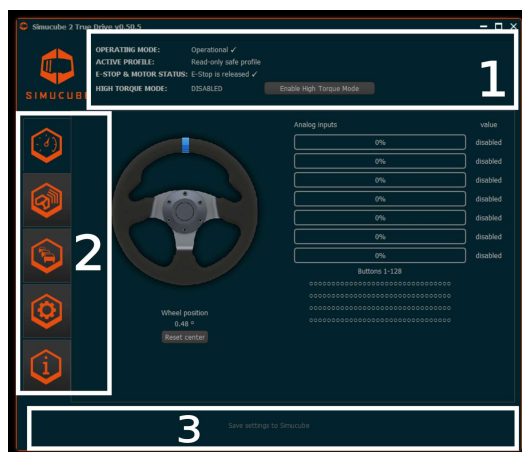 Simucube 2 True Drive v0.50.5
OPERATING MODE: Operational ✓
ACTIVE PROFILE: Read-only safe profile
E-STOP & MOTOR STATUS: E-Stop is released ✓
HIGH TORQUE MODE: DISABLED Enable High Torque Mode
1
SIMUCUBE
2
Analog inputs value
0% disabled
0% disabled
0% disabled
0% disabled
0% disabled
0% disabled
0% disabled
Buttons 1-128
Wheel position
0.48 °
Reset center
3
Save settings to Simucube